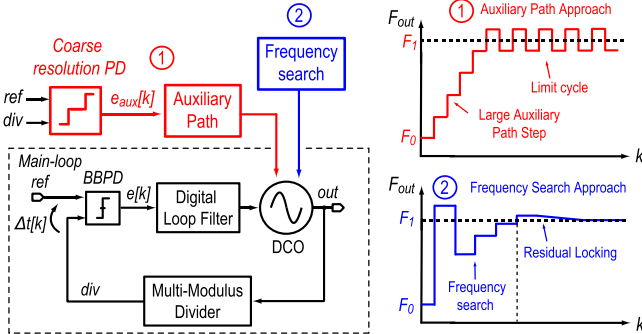 Coarse
resolution PD
1
2
Frequency
search
ref
div
e_aux[k]
Auxiliary
Path
Main-loop
ref
BBPD
Δt[k]
e[k]
Digital
Loop Filter
out
DCO
div
Multi-Modulus
Divider
F_out
1 Auxiliary Path Approach
F_1
Limit cycle
Large Auxiliary
Path Step
F_0
k
F_out
2 Frequency Search Approach
F_1
Residual Locking
Frequency
search
F_0
k